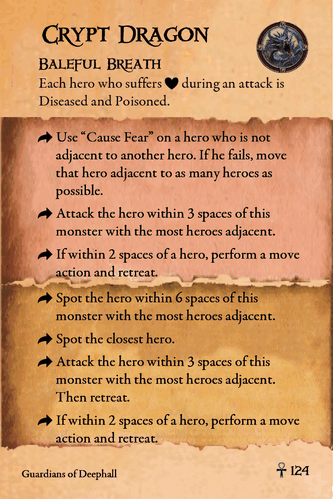 Crypt Dragon
Baleful Breath
Each hero who suffers ♥ during an attack is
Diseased and Poisoned.
Use “Cause Fear” on a hero who is not
adjacent to another hero. If he fails, move
that hero adjacent to as many heroes as
possible.
Attack the hero within 3 spaces of this
monster with the most heroes adjacent.
If within 2 spaces of a hero, perform a move
action and retreat.
Spot the hero within 6 spaces of this
monster with the most heroes adjacent.
Spot the closest hero.
Attack the hero within 3 spaces of this
monster with the most heroes adjacent.
Then retreat.
If within 2 spaces of a hero, perform a move
action and retreat.
Guardians of Deephall
124